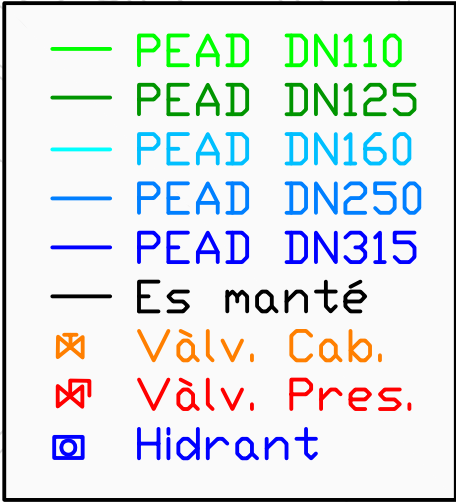 PEAD DN110
PEAD DN125
PEAD DN160
PEAD DN250
PEAD DN315
Es manté
Vàlv. Cab.
Vàlv. Pres.
Hidrant